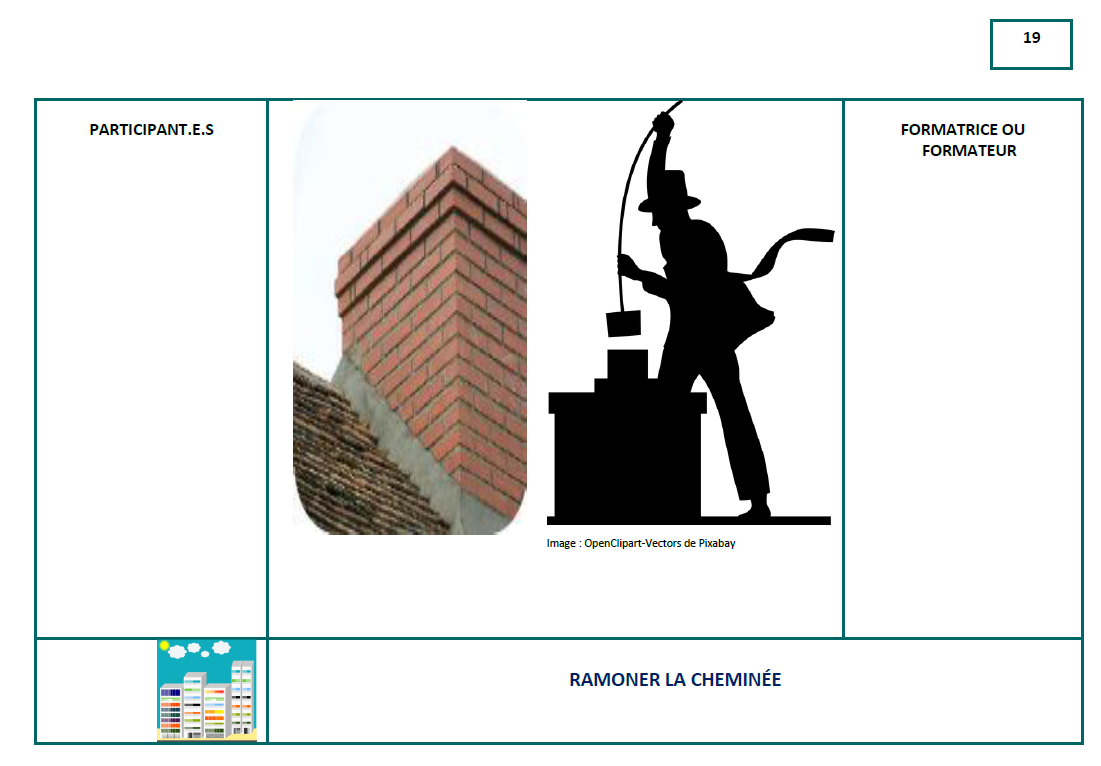 19
PARTICIPANT.E.S
FORMATRICE OU
FORMATEUR
Image : OpenClipart-Vectors de Pixabay
RAMONER LA CHEMINÉE